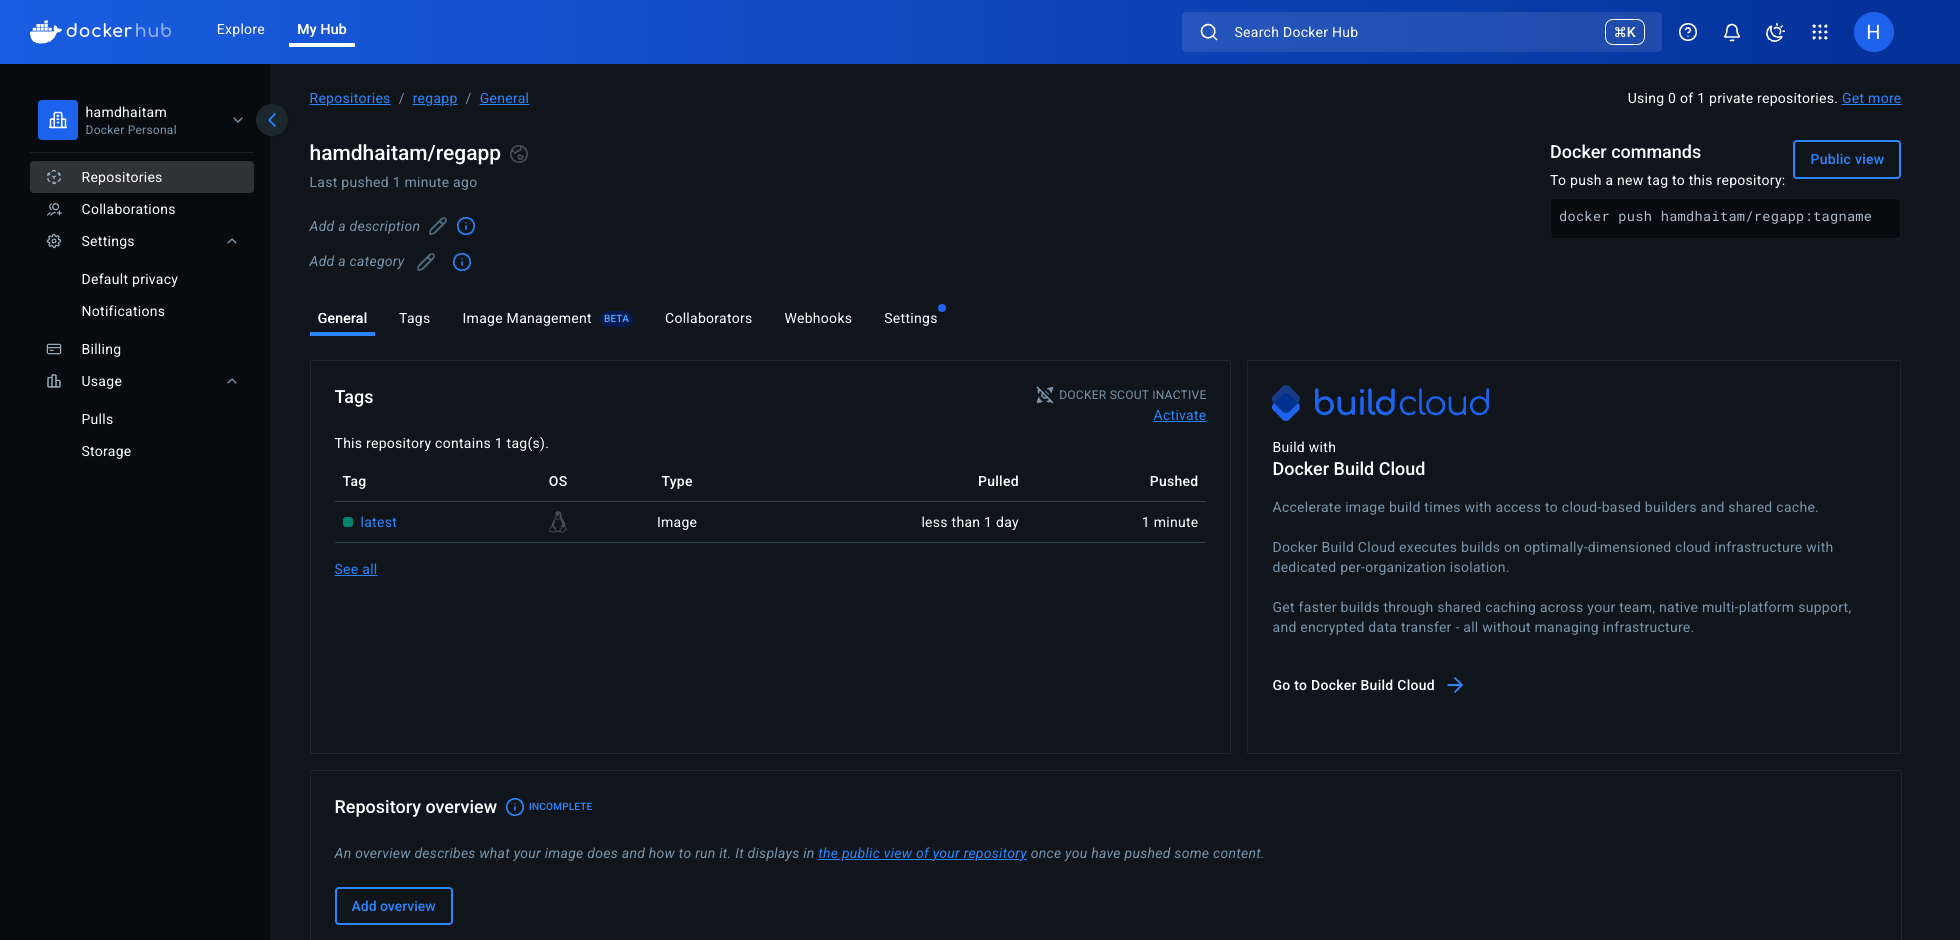 dockerhub
Explore
My Hub
Search Docker Hub
⌘K
H
hamdhaitam
Docker Personal
Repositories
Collaborations
Settings
Default privacy
Notifications
Billing
Usage
Pulls
Storage
Repositories / regapp / General
Using 0 of 1 private repositories. Get more
hamdhaitam/regapp
Last pushed 1 minute ago
Add a description
Add a category
Docker commands
Public view
To push a new tag to this repository:
docker push hamdhaitam/regapp:tagname
General
Tags
Image Management BETA
Collaborators
Webhooks
Settings
Tags
DOCKER SCOUT INACTIVE
Activate
This repository contains 1 tag(s).
Tag OS Type Pulled Pushed
latest Image less than 1 day 1 minute
See all
buildcloud
Build with
Docker Build Cloud
Accelerate image build times with access to cloud-based builders and shared cache.
Docker Build Cloud executes builds on optimally-dimensioned cloud infrastructure with
dedicated per-organization isolation.
Get faster builds through shared caching across your team, native multi-platform support,
and encrypted data transfer - all without managing infrastructure.
Go to Docker Build Cloud
Repository overview INCOMPLETE
An overview describes what your image does and how to run it. It displays in the public view of your repository once you have pushed some content.
Add overview